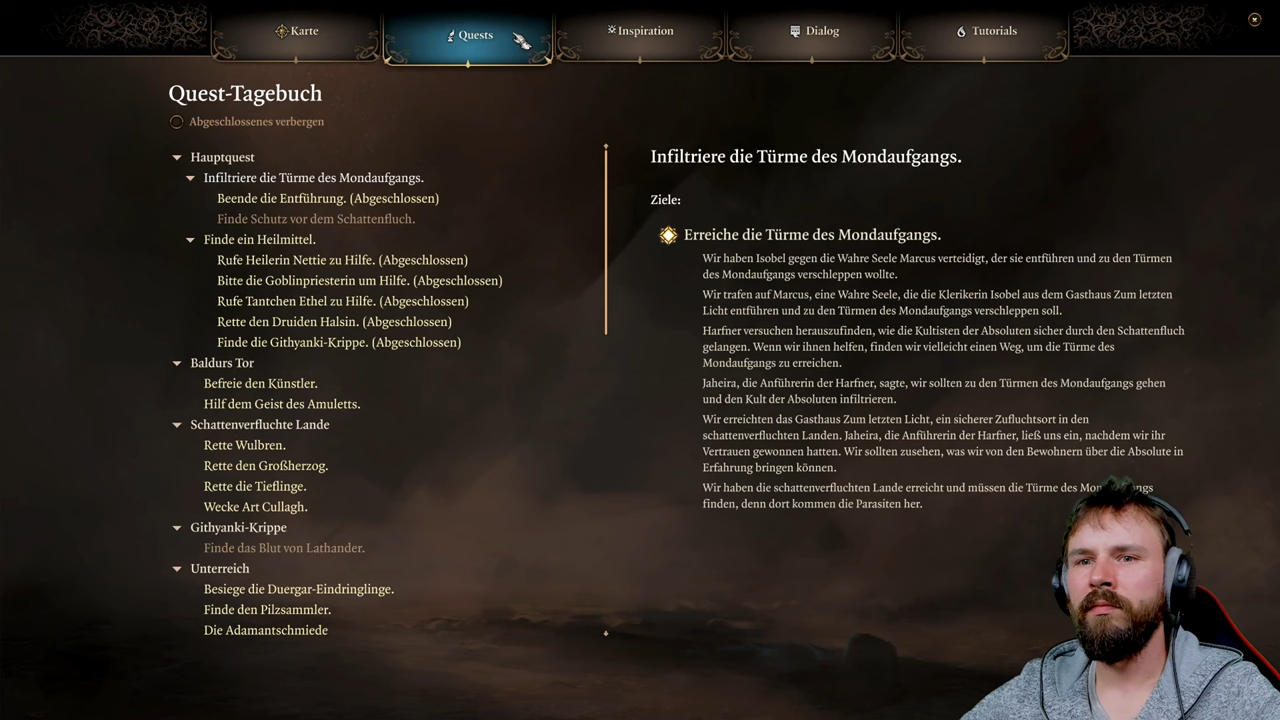 Karte
Quests
Inspiration
Dialog
Tutorials
Quest-Tagebuch
Abgeschlossenes verbergen
Hauptquest
Infiltriere die Türme des Mondaufgangs.
Beende die Entführung. (Abgeschlossen)
Finde Schutz vor dem Schattenfluch.
Finde ein Heilmittel.
Rufe Heilerin Nettie zu Hilfe. (Abgeschlossen)
Bitte die Goblinpriesterin um Hilfe. (Abgeschlossen)
Rufe Tantchen Ethel zu Hilfe. (Abgeschlossen)
Rette den Druiden Halsin. (Abgeschlossen)
Finde die Githyanki-Krippe. (Abgeschlossen)
Baldurs Tor
Befreie den Künstler.
Hilf dem Geist des Amuletts.
Schattenverfluchte Lande
Rette Wulbren.
Rette den Großherzog.
Rette die Tieflinge.
Wecke Art Cullagh.
Githyanki-Krippe
Finde das Blut von Lathander.
Unterreich
Besiege die Duergar-Eindringlinge.
Finde den Pilzsammler.
Die Adamantschmiede
Infiltriere die Türme des Mondaufgangs.
Ziele:
Erreiche die Türme des Mondaufgangs.
Wir haben Isobel gegen die Wahre Seele Marcus verteidigt, der sie entführen und zu den Türmen
des Mondaufgangs verschleppen wollte.
Wir trafen auf Marcus, eine Wahre Seele, die die Klerikerin Isobel aus dem Gasthaus Zum letzten
Licht entführen und zu den Türmen des Mondaufgangs verschleppen soll.
Harfner versuchen herauszufinden, wie die Kultisten der Absoluten sicher durch den Schattenfluch
gelangen. Wenn wir ihnen helfen, finden wir vielleicht einen Weg, um die Türme des
Mondaufgangs zu erreichen.
Jaheira, die Anführerin der Harfner, sagte, wir sollten zu den Türmen des Mondaufgangs gehen
und den Kult der Absoluten infiltrieren.
Wir erreichten das Gasthaus Zum letzten Licht, ein sicherer Zufluchtsort in den
schattenverfluchten Landen. Jaheira, die Anführerin der Harfner, ließ uns ein, nachdem wir ihr
Vertrauen gewonnen hatten. Wir sollten zusehen, was wir von den Bewohnern über die Absolute in
Erfahrung bringen können.
Wir haben die schattenverfluchten Lande erreicht und müssen die Türme des
finden, denn dort kommen die Parasiten her.